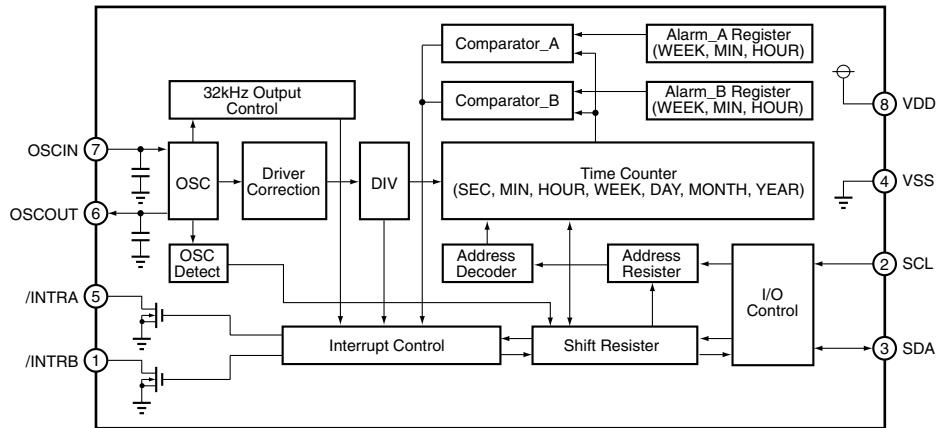 Comparator_A
Alarm_A Register
(WEEK, MIN, HOUR)
32kHz Output
Control
Comparator_B
Alarm_B Register
(WEEK, MIN, HOUR)
8 VDD
OSCIN 7
OSC
Driver
Correction
DIV
Time Counter
(SEC, MIN, HOUR, WEEK, DAY, MONTH, YEAR)
4 VSS
OSCOUT 6
OSC
Detect
Address
Decoder
Address
Register
I/O
Control
2 SCL
/INTRA 5
Interrupt Control
Shift Register
3 SDA
/INTRB 1